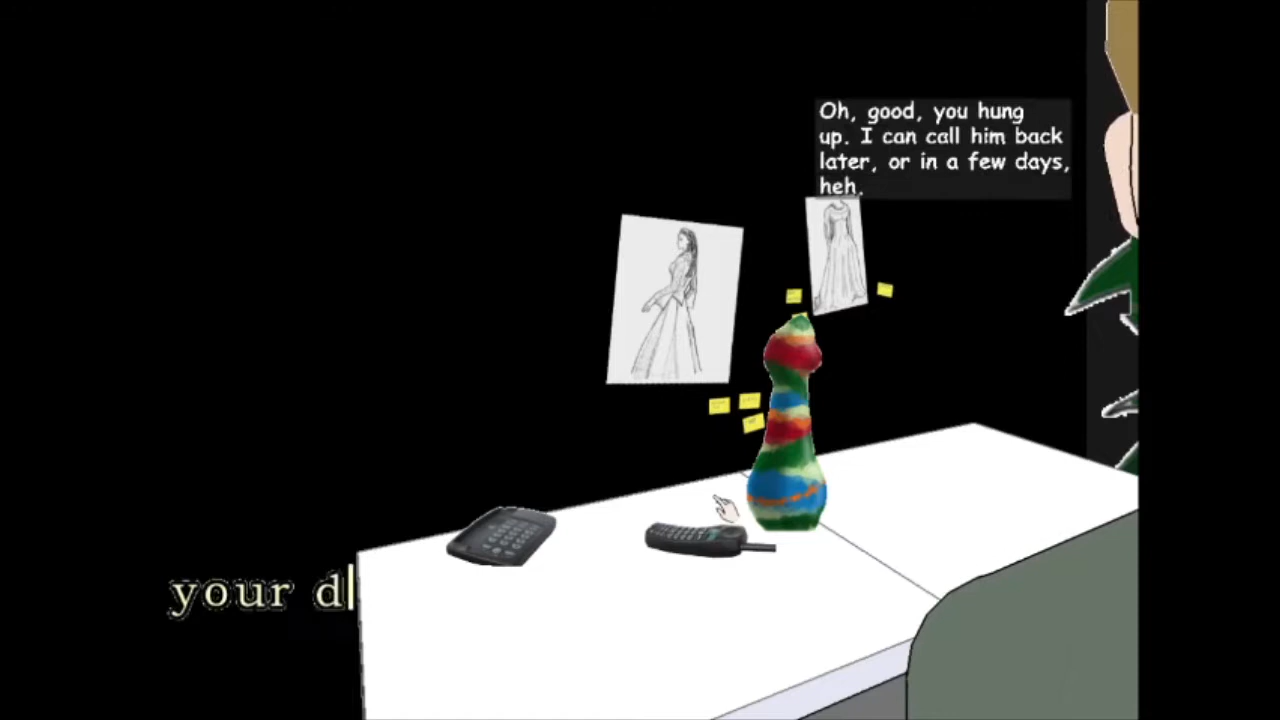 Oh, good, you hung
up. I can call him back
later, or in a few days,
heh.
your d